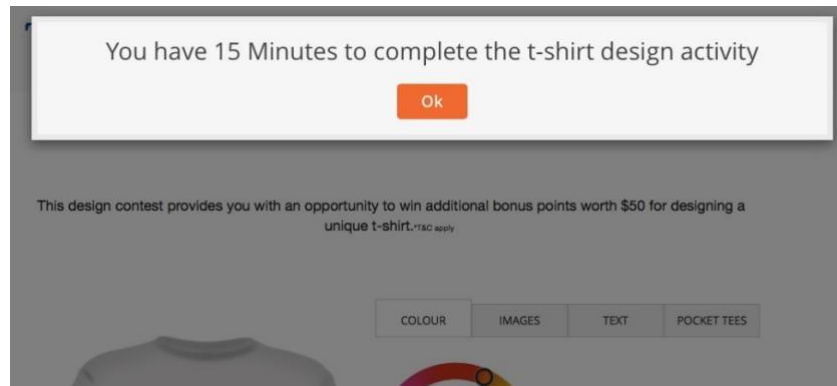 You have 15 Minutes to complete the t-shirt design activity
Ok
This design contest provides you with an opportunity to win additional bonus points worth $50 for designing a
unique t-shirt.*T&C apply
COLOUR IMAGES TEXT POCKET TEES